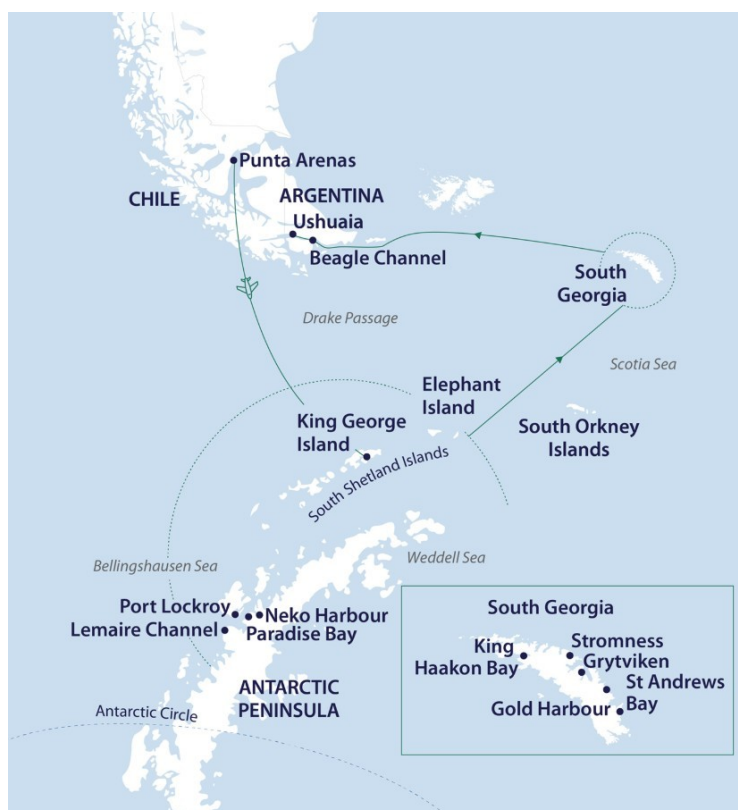 Punta Arenas
CHILE
ARGENTINA
Ushuaia
Beagle Channel
South
Georgia
Drake Passage
Scotia Sea
Elephant
Island
King George
Island
South Orkney
Islands
South Shetland Islands
Bellingshausen Sea
Weddell Sea
Port Lockroy
Neko Harbour
Lemaire Channel
Paradise Bay
ANTARCTIC
PENINSULA
Antarctic Circle
South Georgia
King
Haakon Bay
Stromness
Grytviken
St Andrews
Bay
Gold Harbour